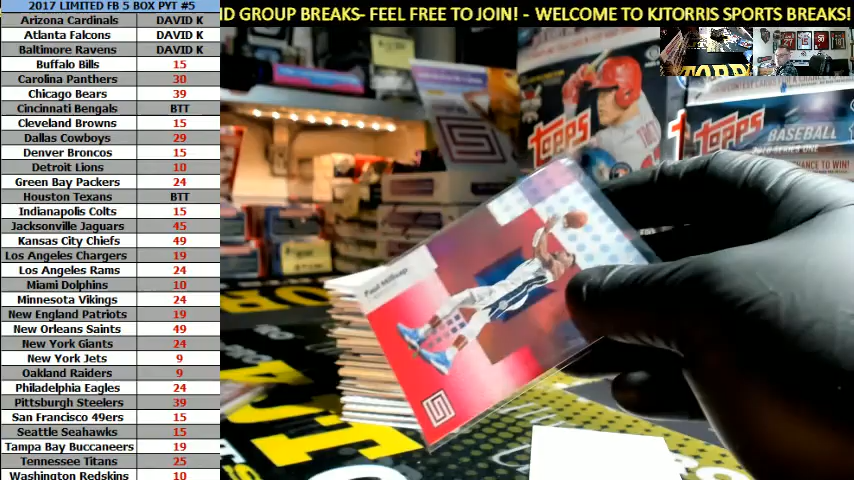 2017 LIMITED FB 5 BOX PYT #5
ND GROUP BREAKS- FEEL FREE TO JOIN! - WELCOME TO KJTORRIS SPORTS BREAKS!
Arizona Cardinals DAVID K
Atlanta Falcons DAVID K
Baltimore Ravens DAVID K
Buffalo Bills 15
Carolina Panthers 30
Chicago Bears 39
Cincinnati Bengals BTT
Cleveland Browns 15
Dallas Cowboys 29
Denver Broncos 15
Detroit Lions 10
Green Bay Packers 24
Houston Texans BTT
Indianapolis Colts 15
Jacksonville Jaguars 45
Kansas City Chiefs 49
Los Angeles Chargers 19
Los Angeles Rams 24
Miami Dolphins 10
Minnesota Vikings 24
New England Patriots 19
New Orleans Saints 49
New York Giants 24
New York Jets 9
Oakland Raiders 9
Philadelphia Eagles 24
Pittsburgh Steelers 39
San Francisco 49ers 15
Seattle Seahawks 15
Tampa Bay Buccaneers 19
Tennessee Titans 25
Washington Redskins 10
Topps
Topps
BASEBALL
CHANCE TO WIN!
Paul Millsap